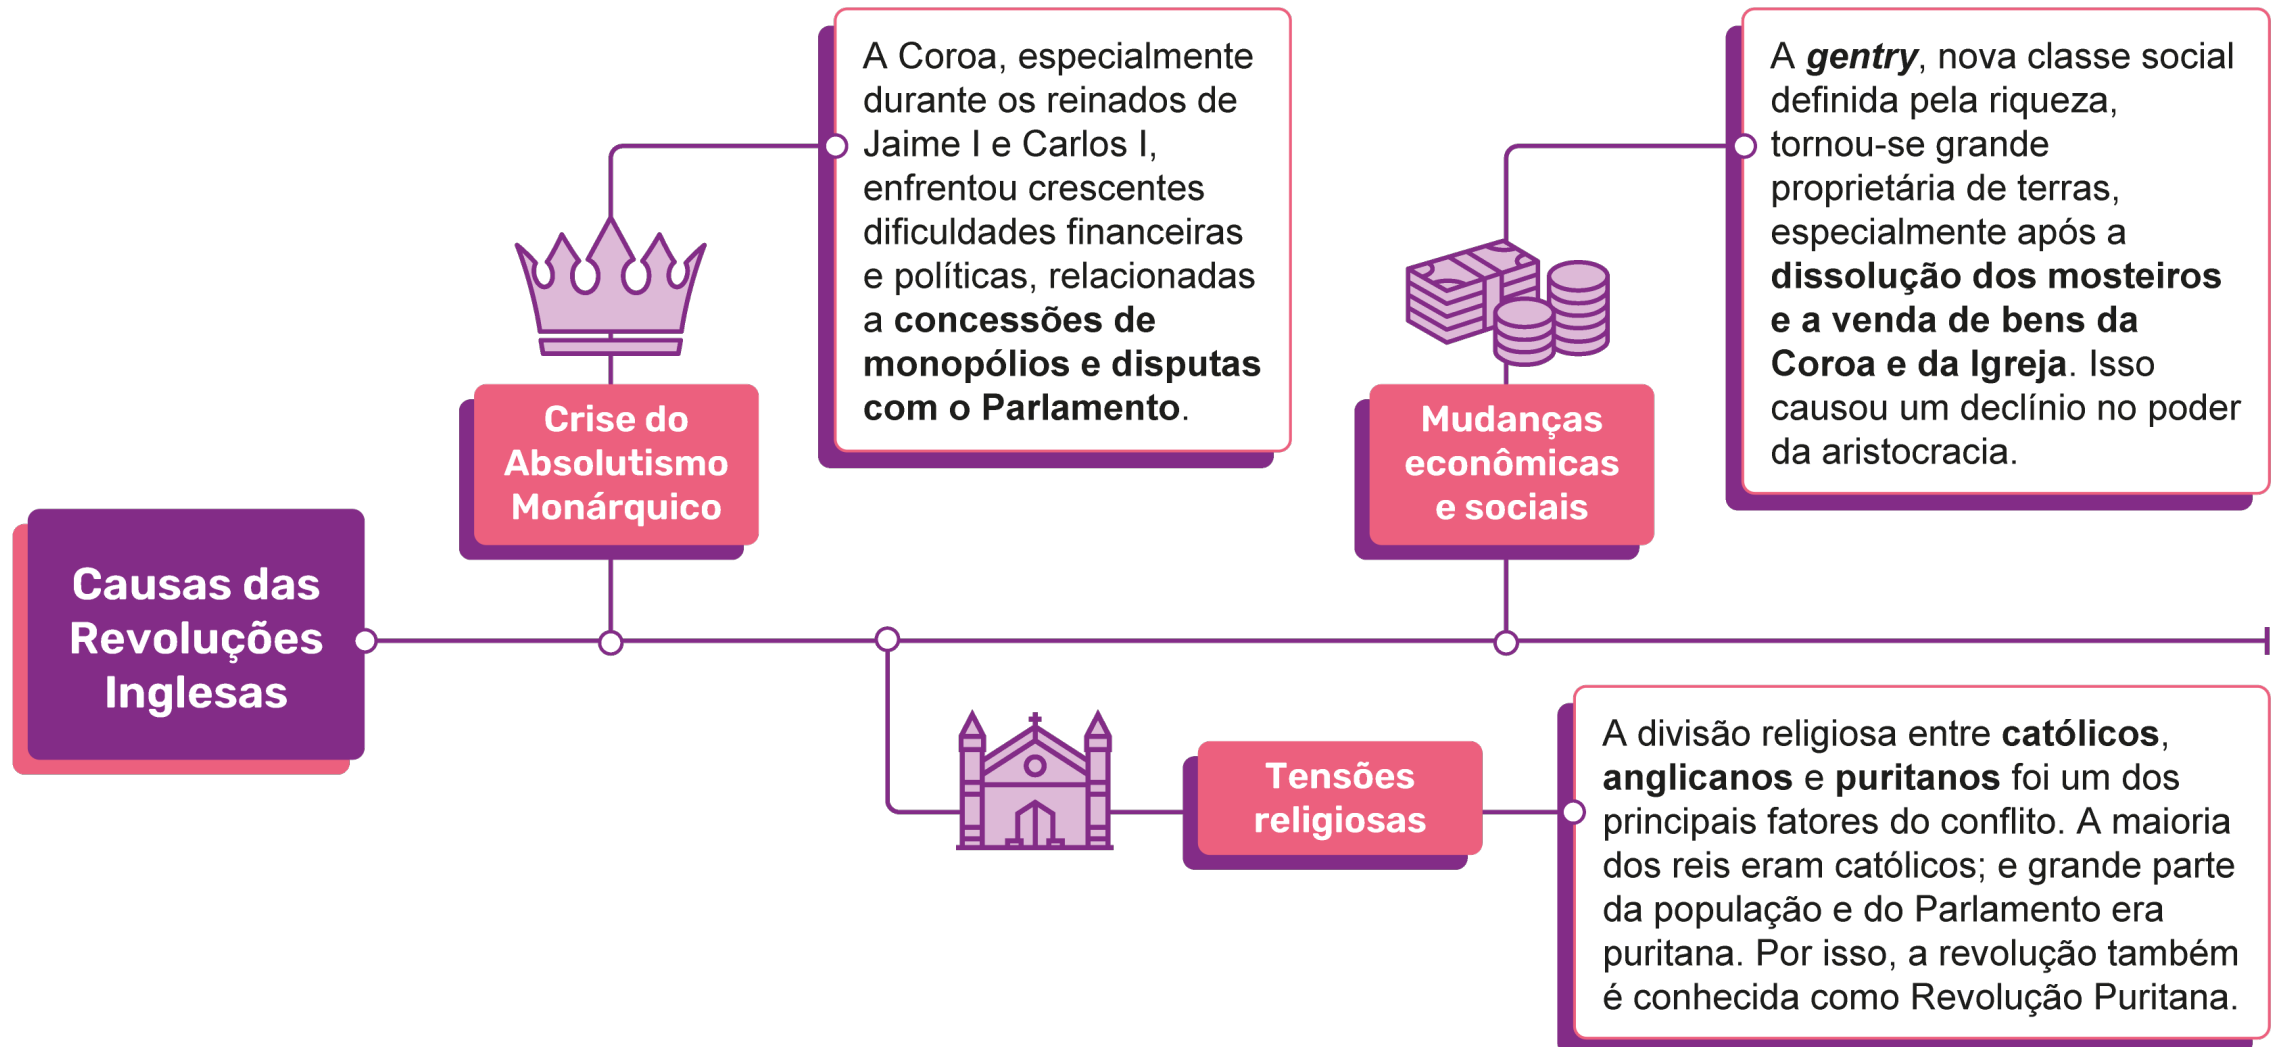 Causas das
Revoluções
Inglesas
Crise do
Absolutismo
Monárquico
A Coroa, especialmente
durante os reinados de
Jaime I e Carlos I,
enfrentou crescentes
dificuldades financeiras
e políticas, relacionadas
a concessões de
monopólios e disputas
com o Parlamento.
Tensões
religiosas
A divisão religiosa entre católicos,
anglicanos e puritanos foi um dos
principais fatores do conflito. A maioria
dos reis eram católicos; e grande parte
da população e do Parlamento era
puritana. Por isso, a revolução também
é conhecida como Revolução Puritana.
Mudanças
econômicas
e sociais
A gentry, nova classe social
definida pela riqueza,
tornou-se grande
proprietária de terras,
especialmente após a
dissolução dos mosteiros
e a venda de bens da
Coroa e da Igreja. Isso
causou um declínio no poder
da aristocracia.